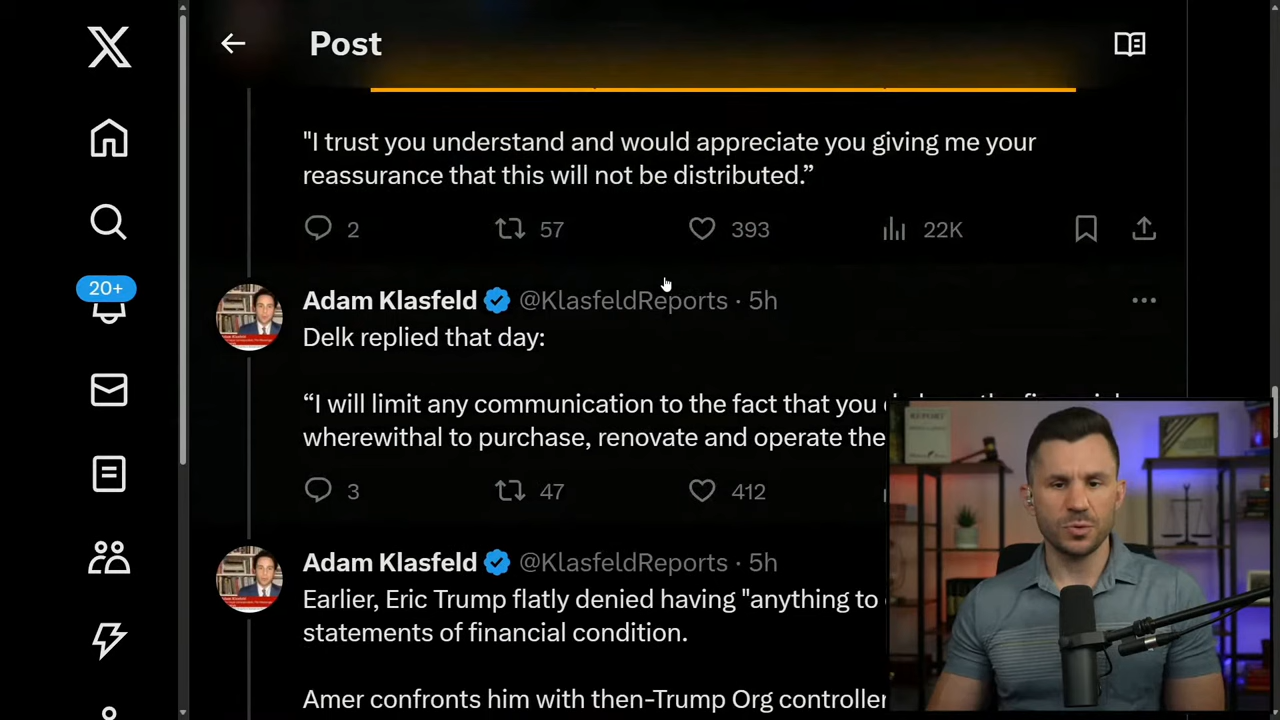 Post
"I trust you understand and would appreciate you giving me your
reassurance that this will not be distributed.”
2 57 393 22K
20+
Adam Klasfeld @KlasfeldReports · 5h
Delk replied that day:
“I will limit any communication to the fact that you
wherewithal to purchase, renovate and operate the
3 47 412
Adam Klasfeld @KlasfeldReports · 5h
Earlier, Eric Trump flatly denied having "anything to
statements of financial condition.
Amer confronts him with then-Trump Org controller